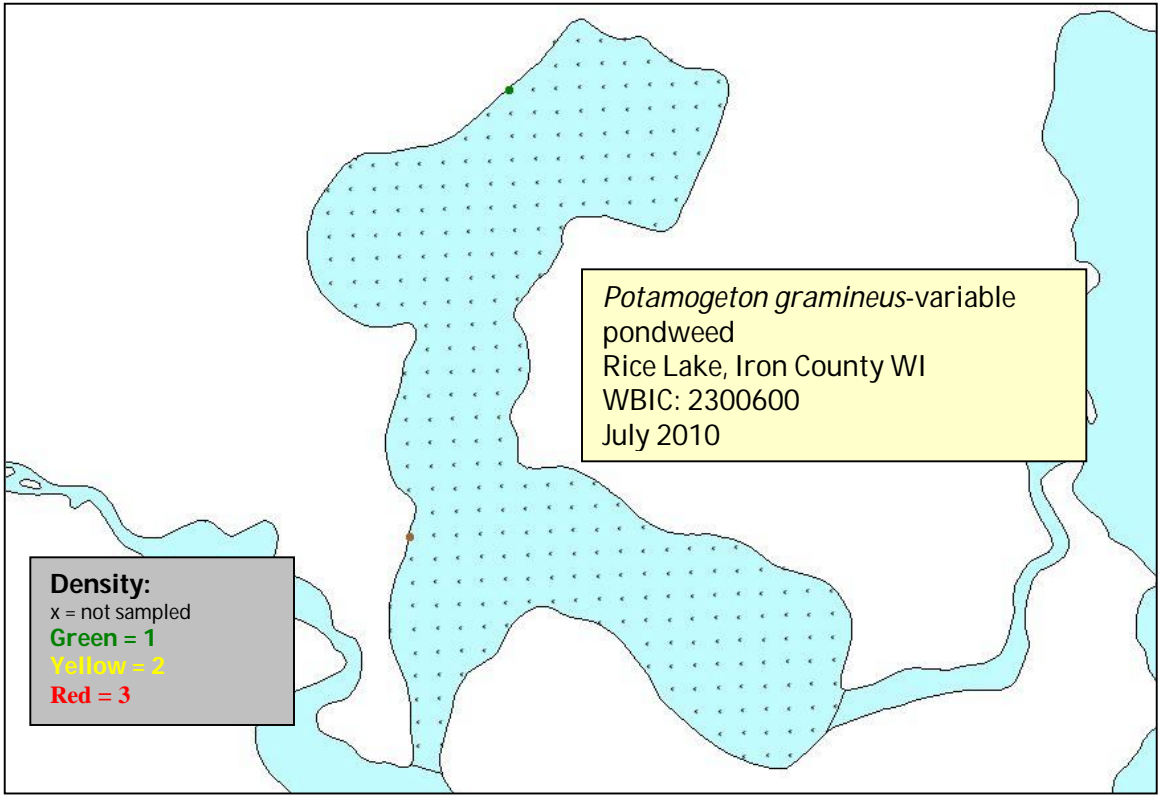 Potamogeton gramineus-variable
pondweed
Rice Lake, Iron County WI
WBIC: 2300600
July 2010
Density:
x = not sampled
Green = 1
Yellow = 2
Red = 3